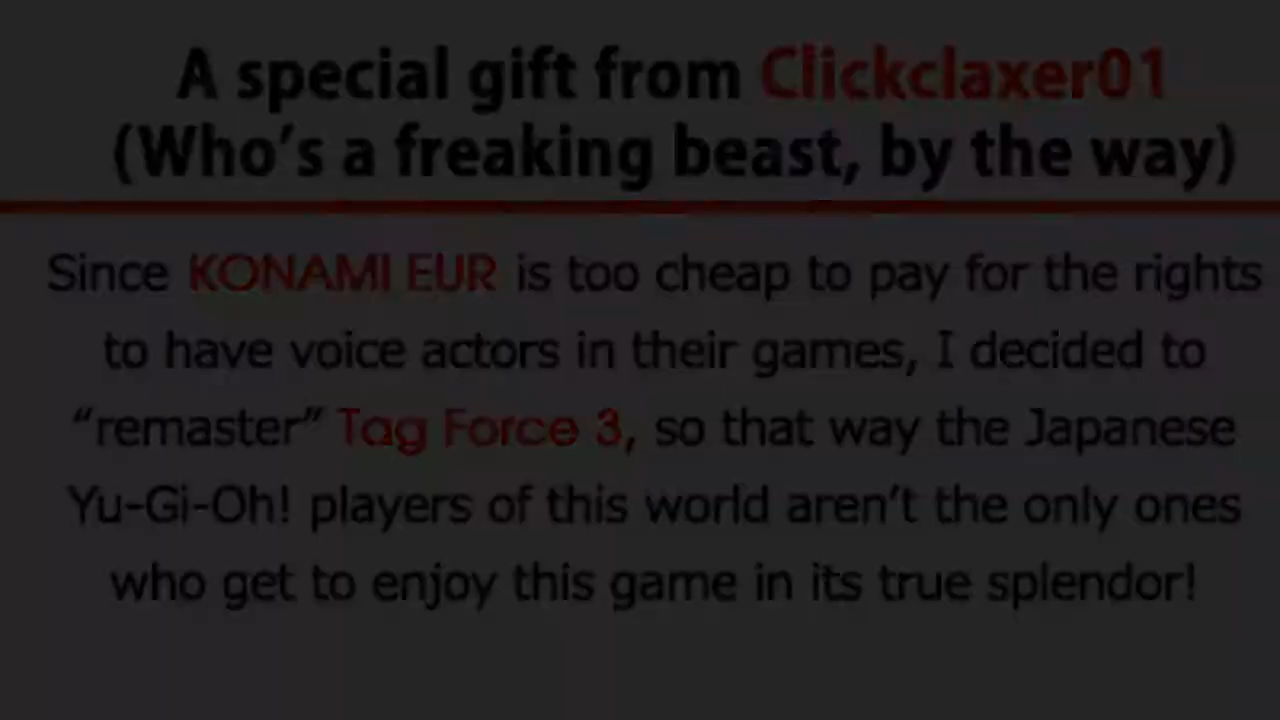 A special gift from Clickclaxer01
(Who's a freaking beast, by the way)
Since KONAMI EUR is too cheap to pay for the rights
to have voice actors in their games, I decided to
“remaster” Tag Force 3, so that way the Japanese
Yu-Gi-Oh! players of this world aren't the only ones
who get to enjoy this game in its true splendor!